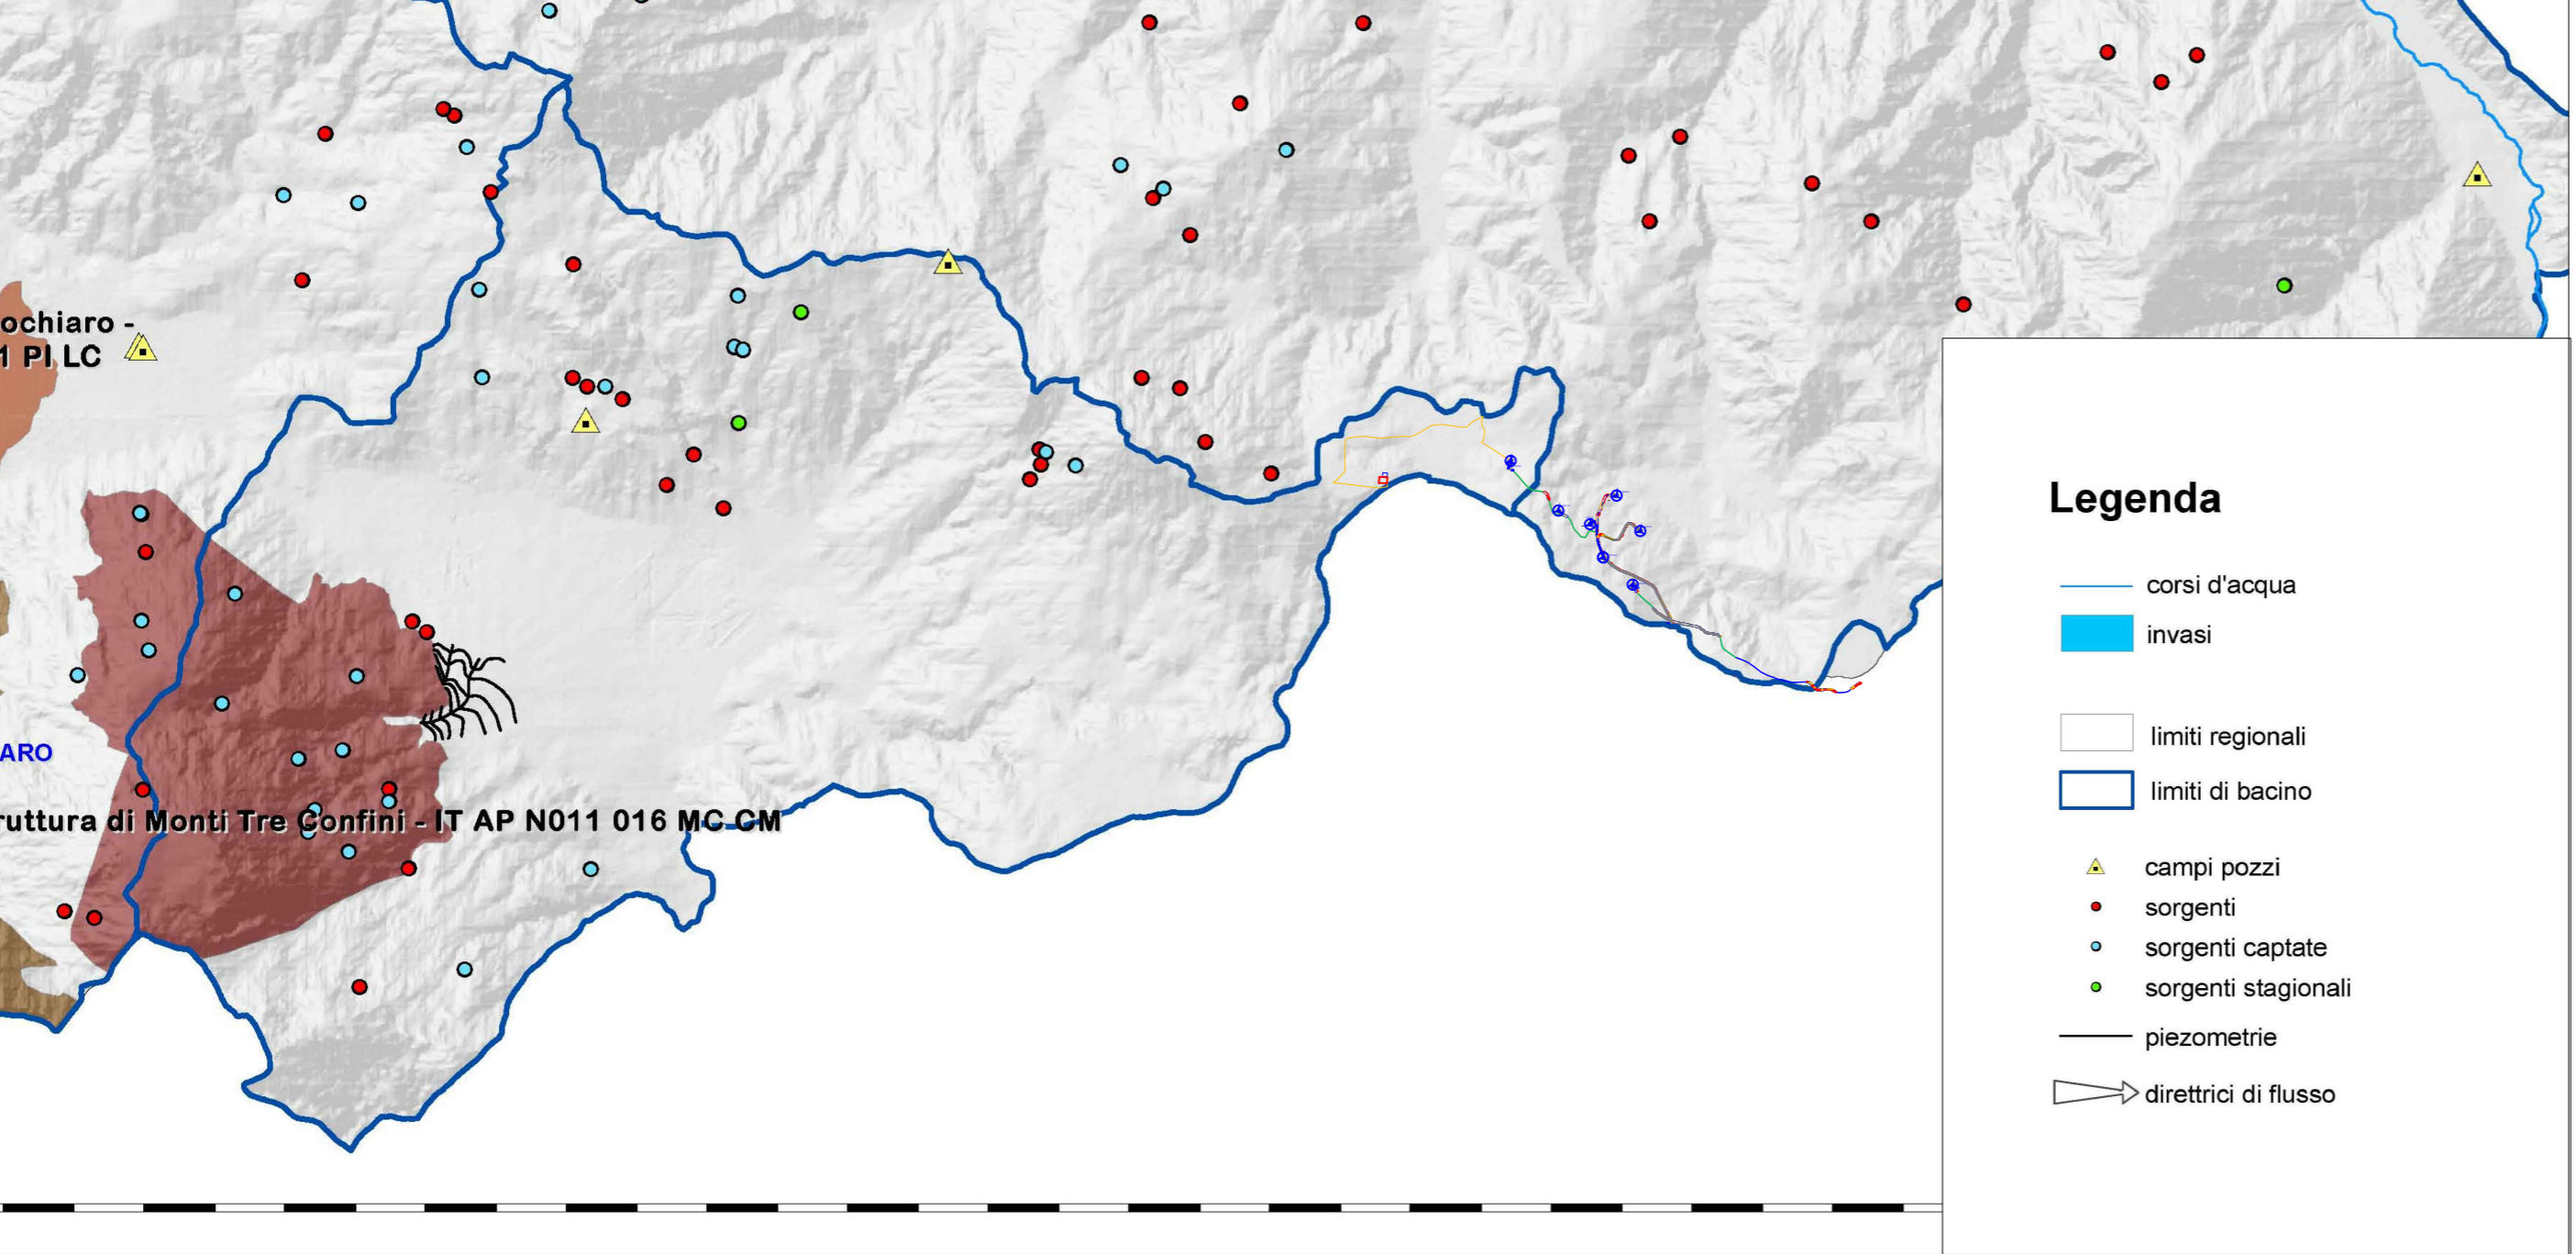 ochiaro -
1 PI LC
ARO
ruttura di Monti Tre Confini - IT AP N011 016 MC CM
Legenda
corsi d'acqua
invasi
limiti regionali
limiti di bacino
campi pozzi
sorgenti
sorgenti captate
sorgenti stagionali
piezometrie
direttrici di flusso